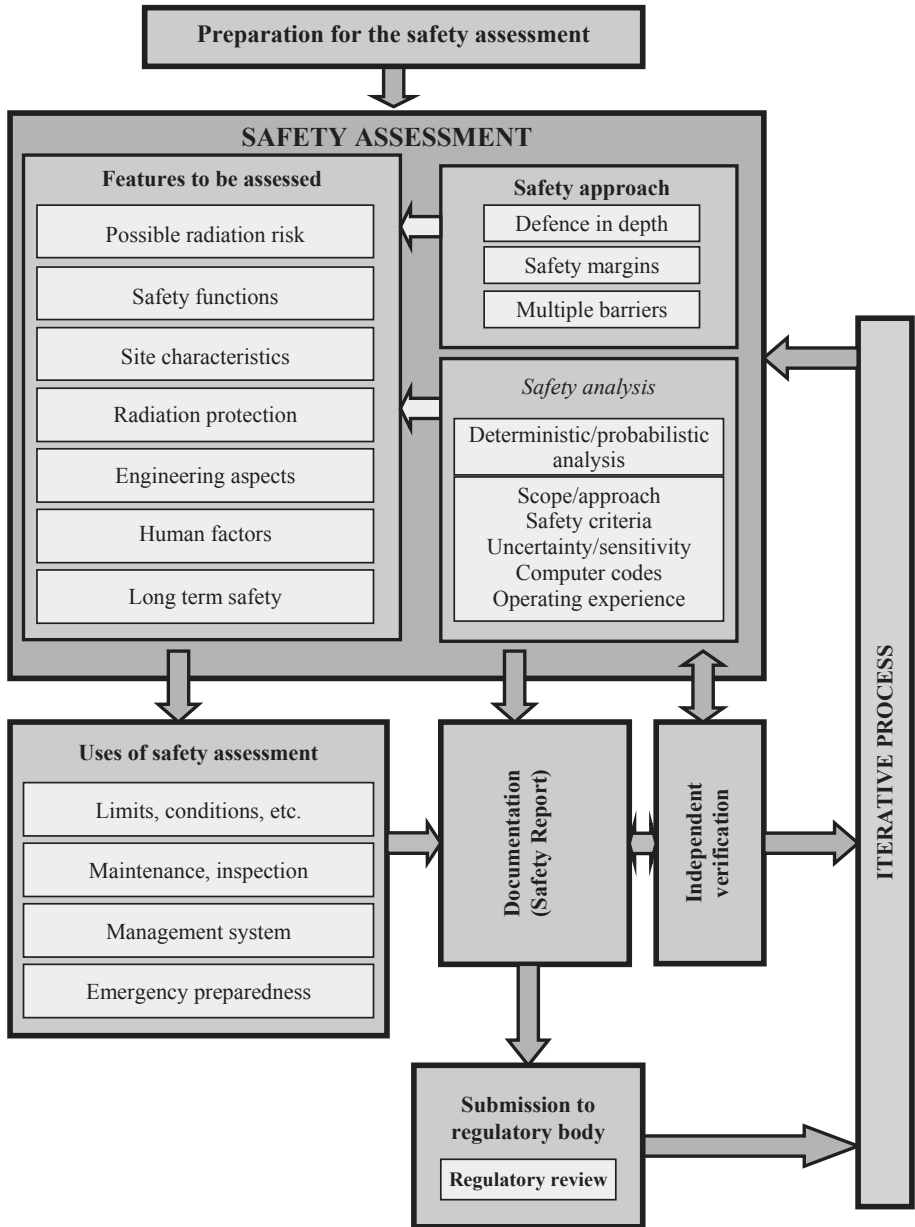 Preparation for the safety assessment
SAFETY ASSESSMENT
Features to be assessed
Possible radiation risk
Safety functions
Site characteristics
Radiation protection
Engineering aspects
Human factors
Long term safety
Safety approach
Defence in depth
Safety margins
Multiple barriers
Safety analysis
Deterministic/probabilistic
analysis
Scope/approach
Safety criteria
Uncertainty/sensitivity
Computer codes
Operating experience
Uses of safety assessment
Limits, conditions, etc.
Maintenance, inspection
Management system
Emergency preparedness
Documentation
(Safety Report)
Independent
verification
Submission to
regulatory body
Regulatory review
ITERATIVE PROCESS